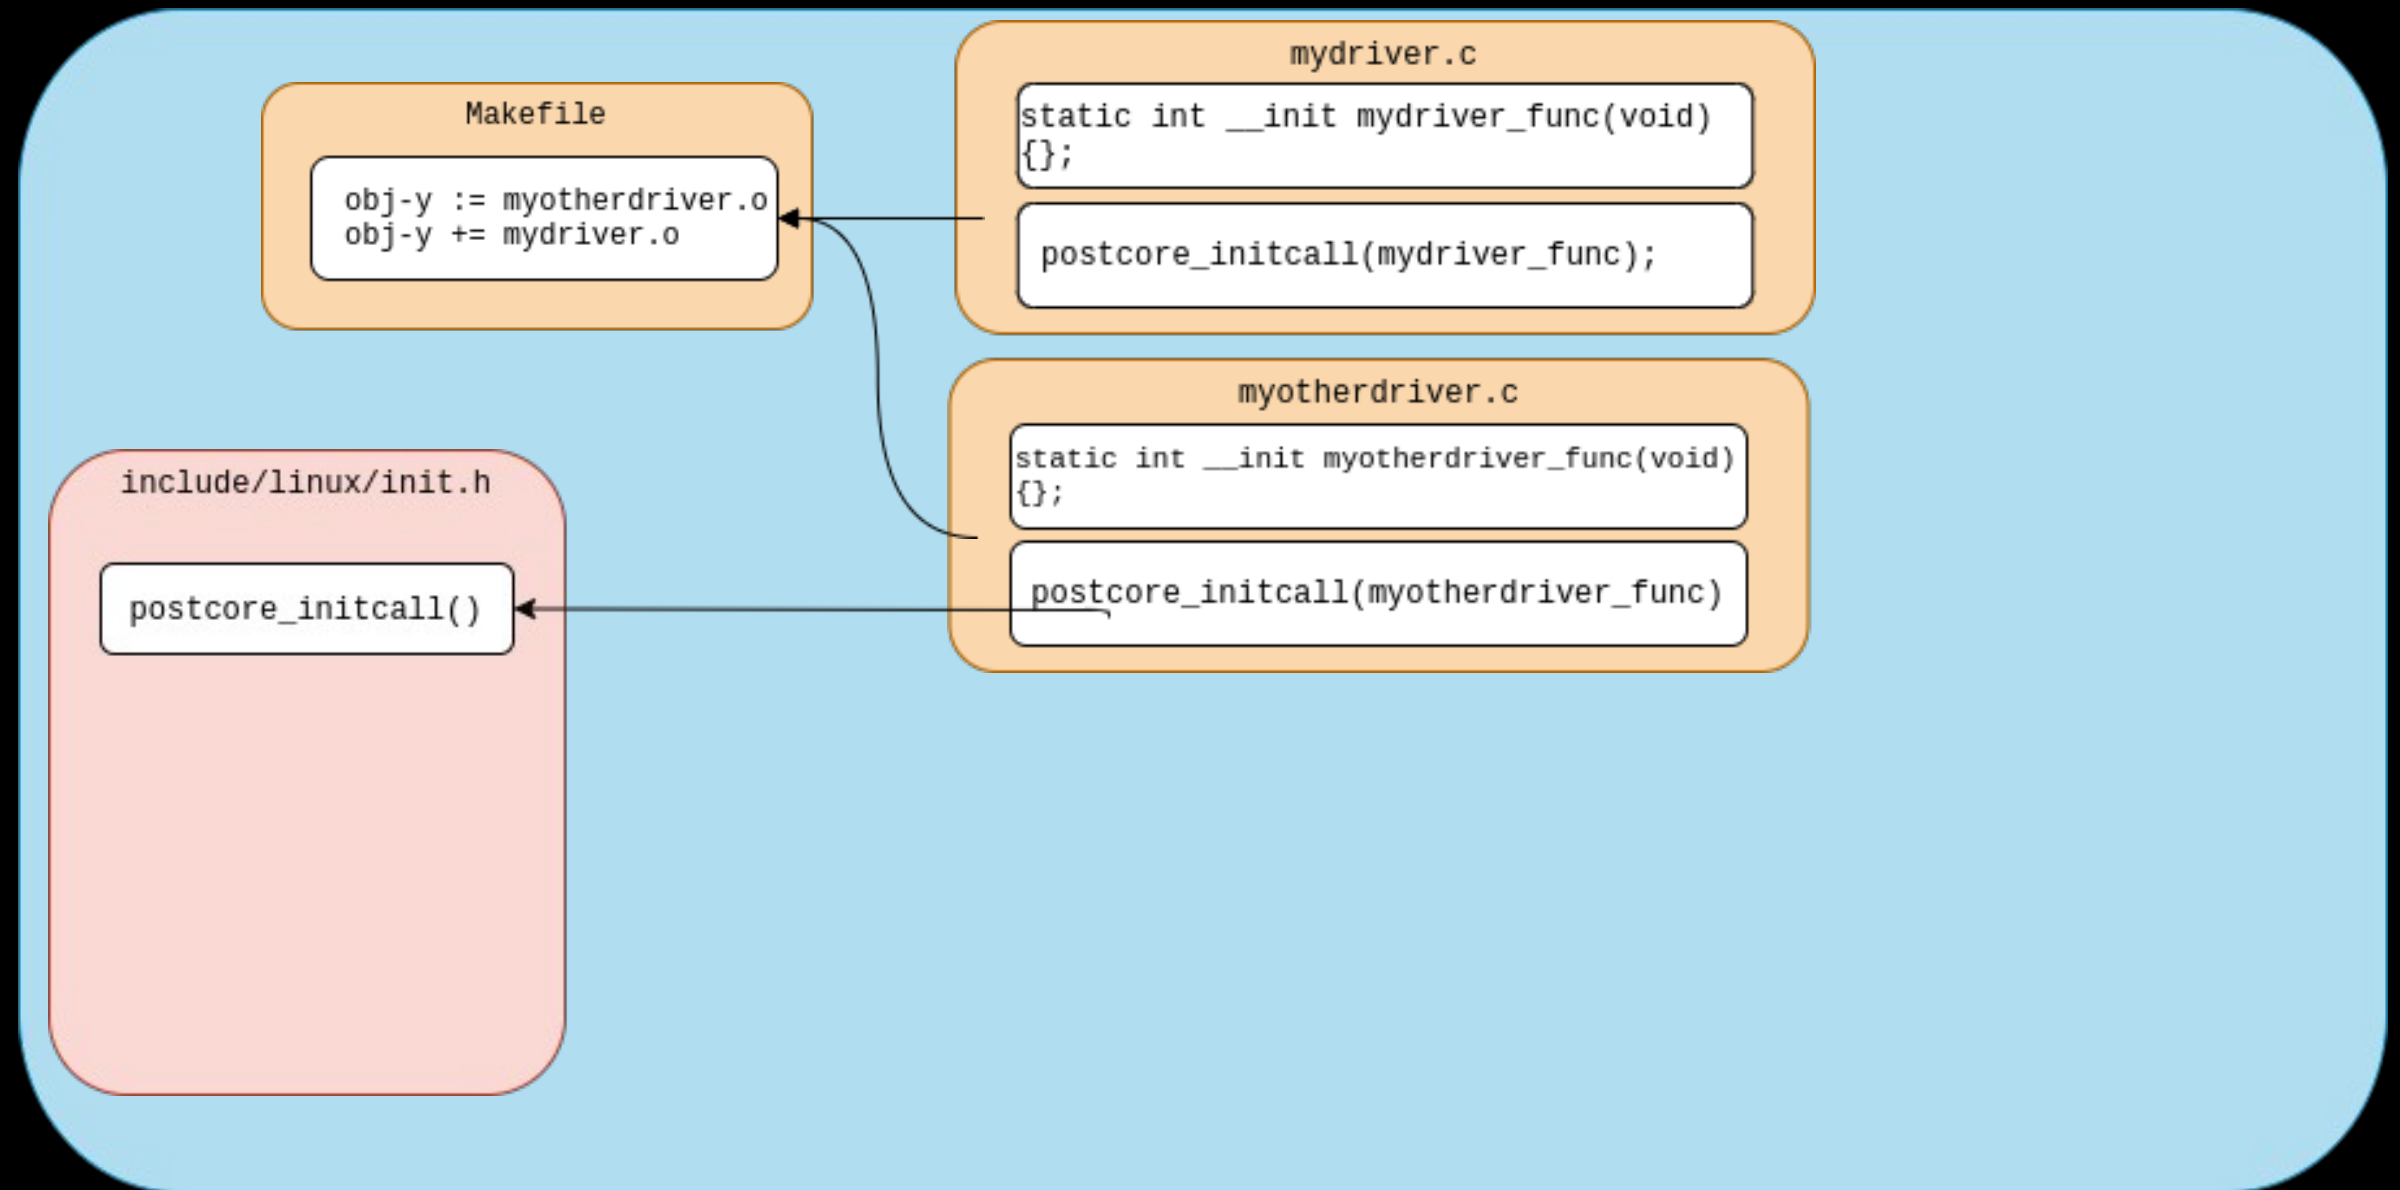 Makefile
obj-y := myotherdriver.o
obj-y += mydriver.o
mydriver.c
static int __init mydriver_func(void)
{};
postcore_initcall(mydriver_func);
myotherdriver.c
static int __init myotherdriver_func(void)
{};
postcore_initcall(myotherdriver_func)
include/linux/init.h
postcore_initcall()